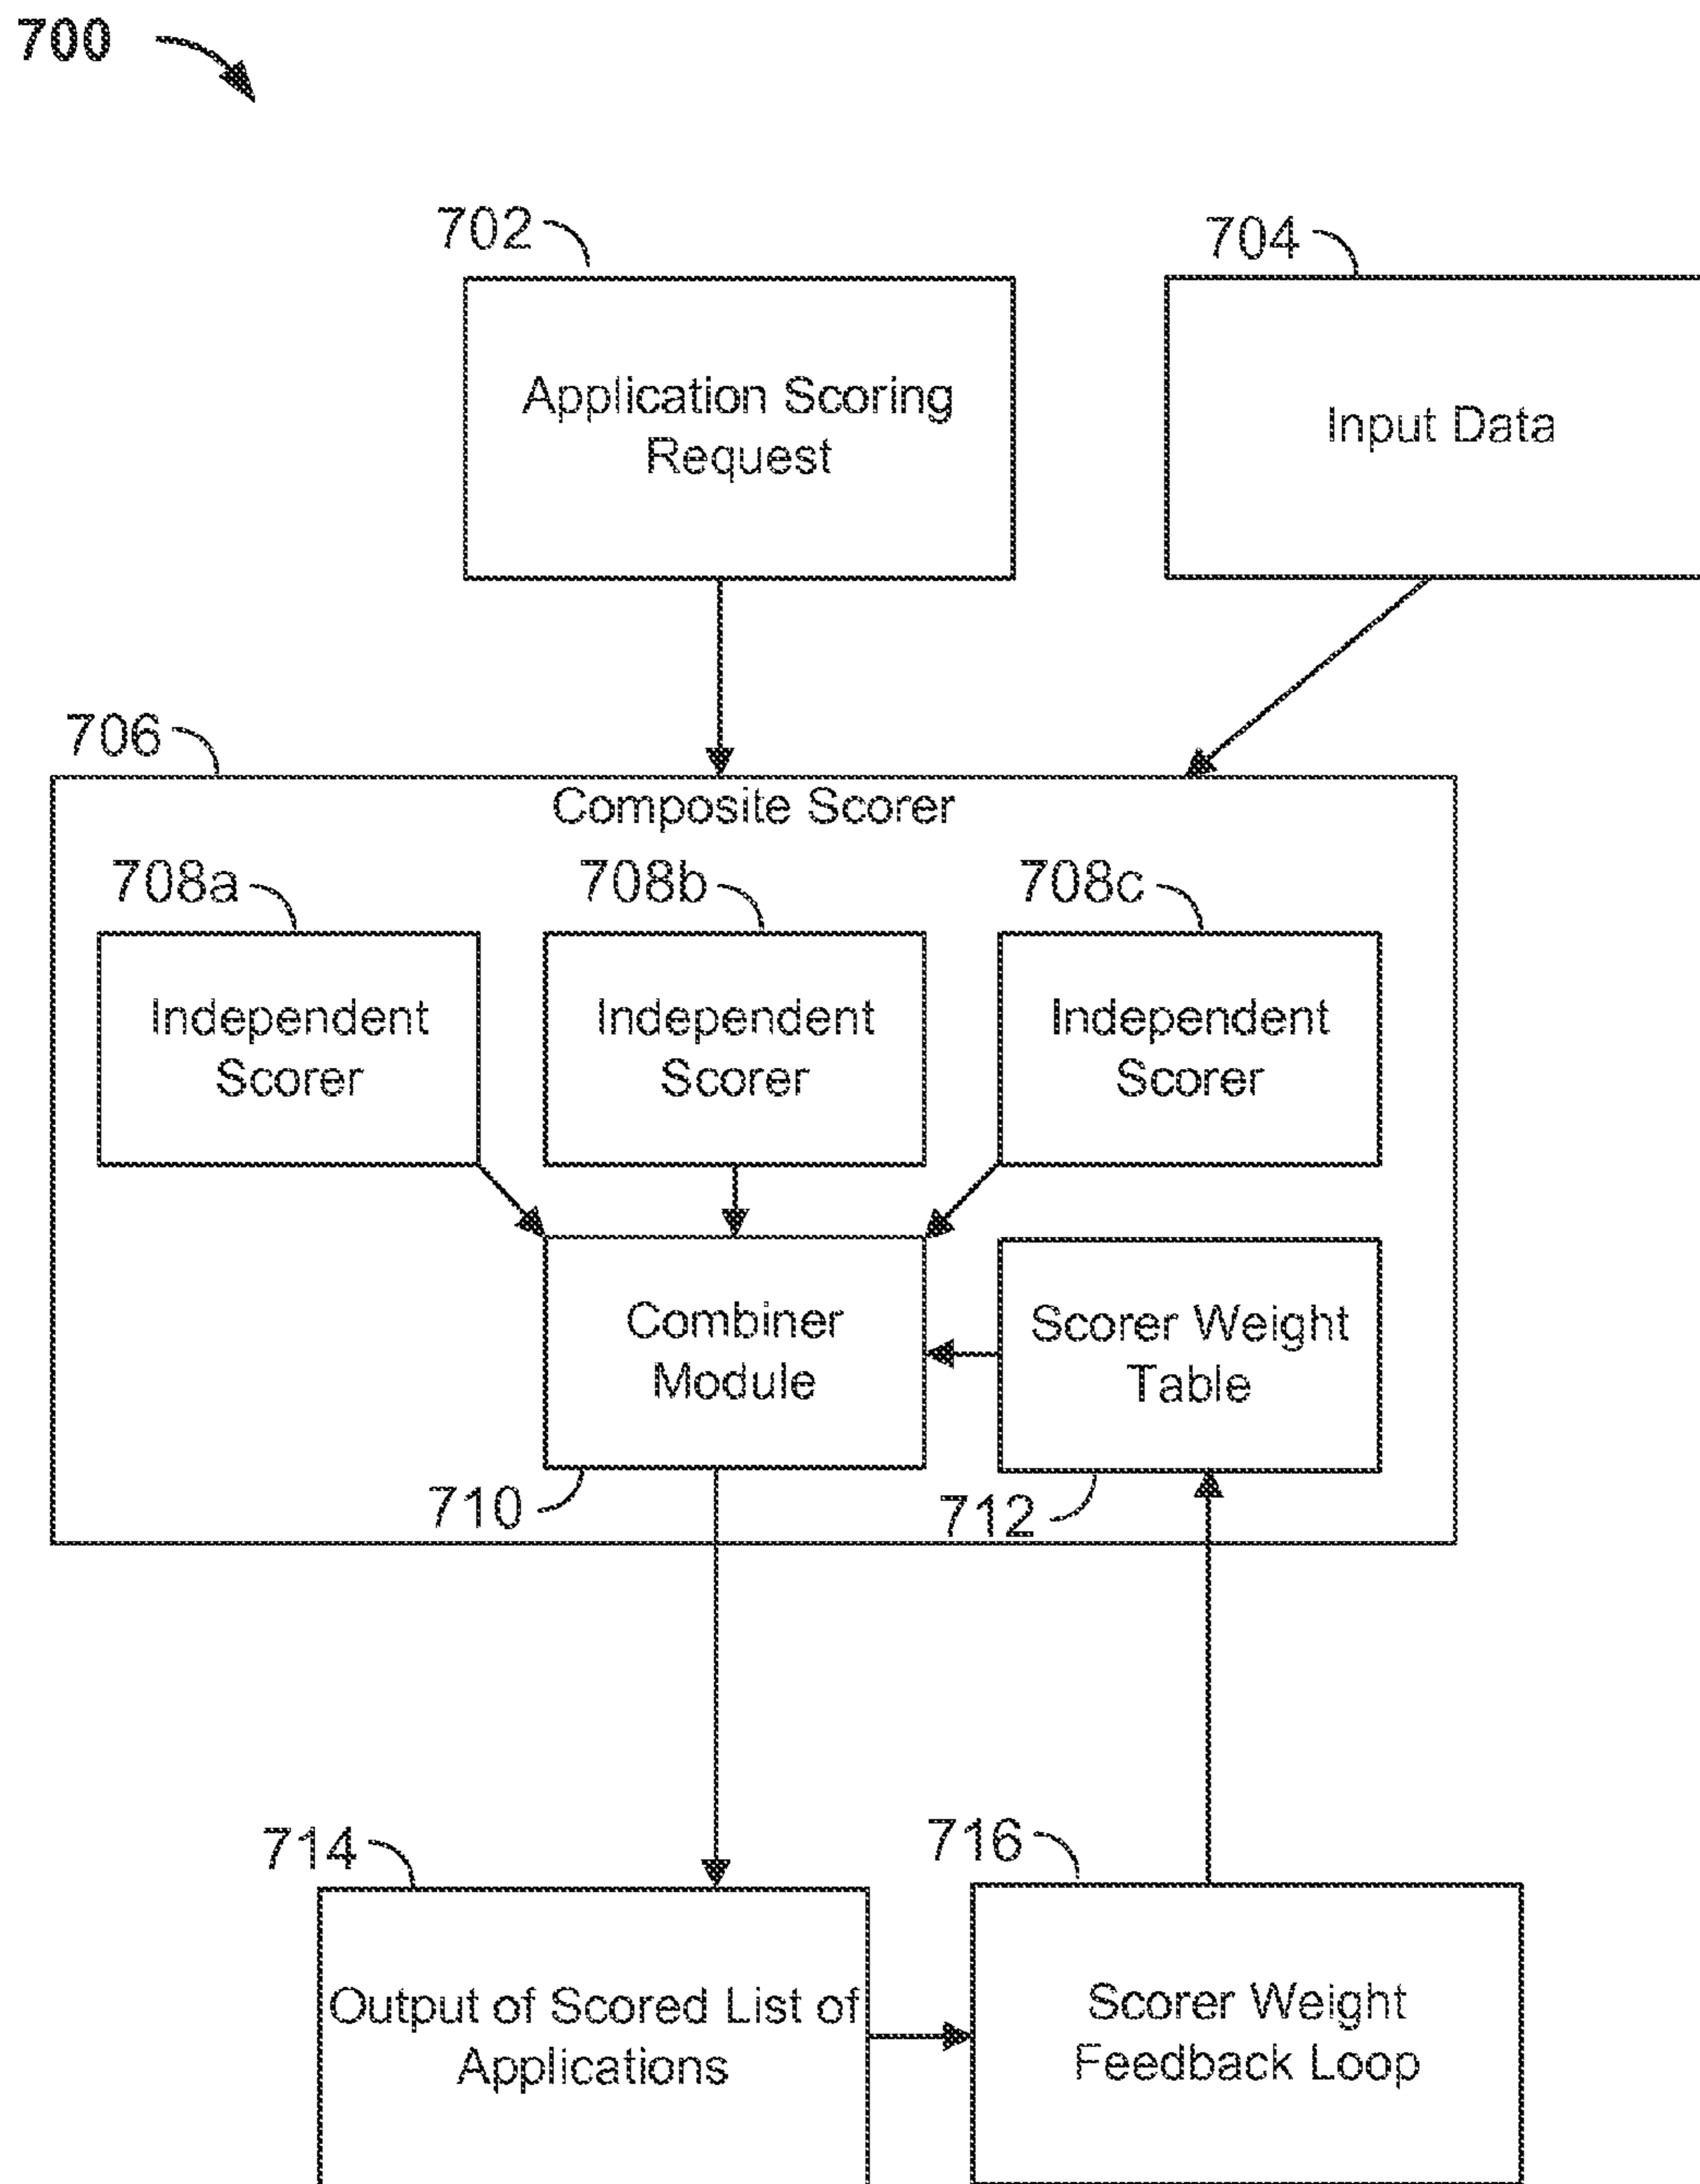 700
702
704
Application Scoring
Request
Input Data
706
Composite Scorer
708a
708b
708c
Independent
Scorer
Independent
Scorer
Independent
Scorer
Combiner
Module
Scorer Weight
Table
710
712
714
716
Output of Scored List of
Applications
Scorer Weight
Feedback Loop